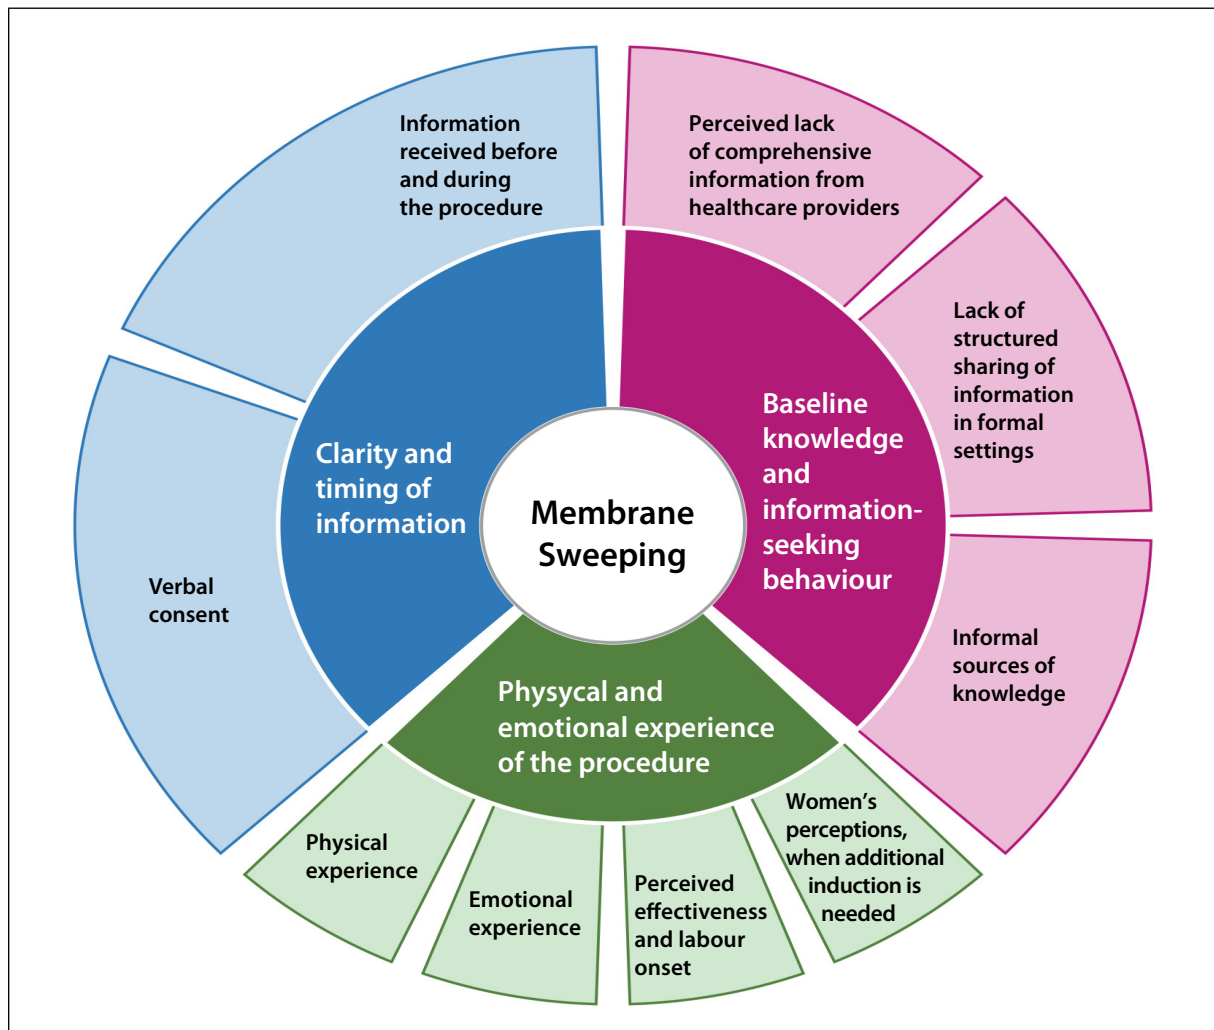 Information
received before
and during
the procedure
Perceived lack
of comprehensive
information from
healthcare providers
Lack of
structured
sharing of
information
in formal
settings
Clarity and
timing of
information
Baseline
knowledge
and
information-
seeking
behaviour
Membrane
Sweeping
Verbal
consent
Informal
sources of
knowledge
Physycal and
emotional experience
of the procedure
Physical
experience
Emotional
experience
Perceived
effectiveness
and labour
onset
Women’s
perceptions,
when additional
induction is
needed